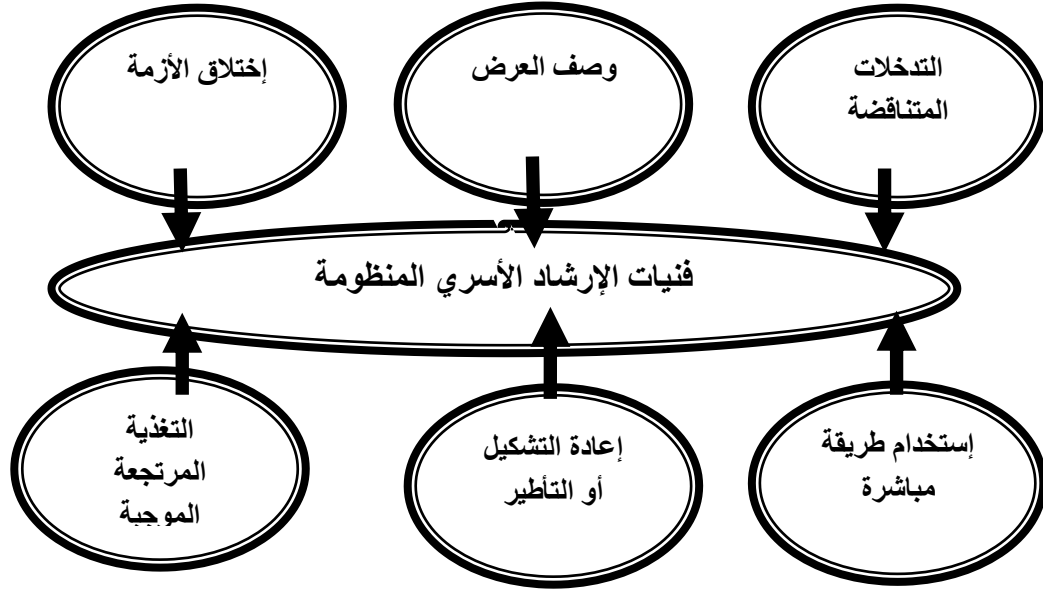 التدخلات
المتناقضة
وصف العرض
إختلاق الأزمة
فنيات الإرشاد الأسري المنظومة
إستخدام طريقة
مباشرة
إعادة التشكيل
أو التأطير
التغذية
المرتجعة
الموجبة